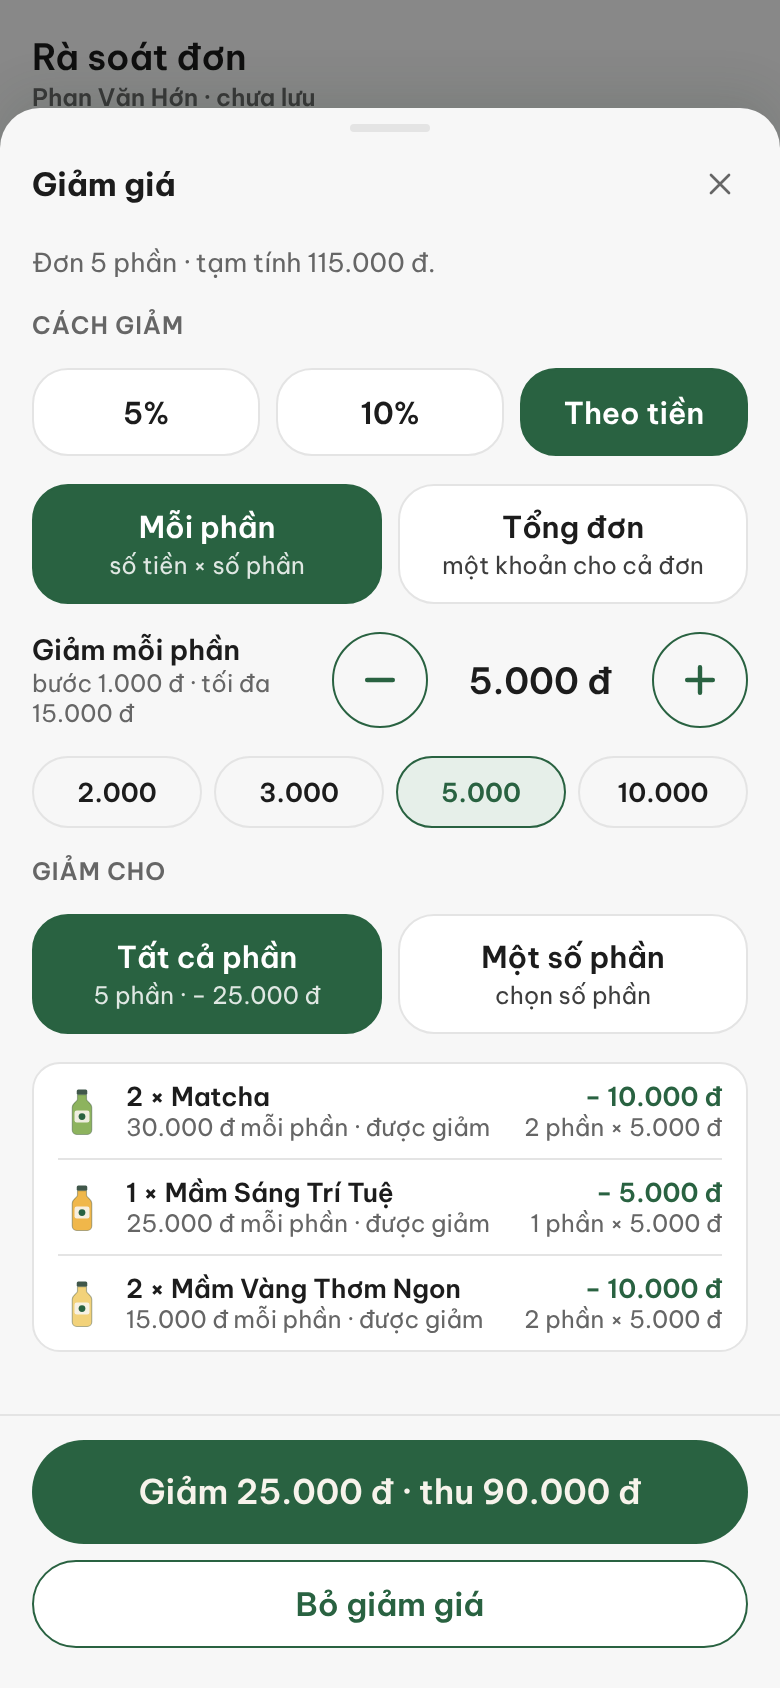 Rà soát đơn
Phan Văn Hớn · chưa lưu
Giảm giá
Đơn 5 phần · tạm tính 115.000 đ.
CÁCH GIẢM
5%
10%
Theo tiền
Mỗi phần
số tiền × số phần
Tổng đơn
một khoản cho cả đơn
Giảm mỗi phần
bước 1.000 đ · tối đa
15.000 đ
5.000 đ
2.000
3.000
5.000
10.000
GIẢM CHO
Tất cả phần
5 phần · − 25.000 đ
Một số phần
chọn số phần
2 × Matcha
− 10.000 đ
30.000 đ mỗi phần · được giảm
2 phần × 5.000 đ
1 × Mầm Sáng Trí Tuệ
− 5.000 đ
25.000 đ mỗi phần · được giảm
1 phần × 5.000 đ
2 × Mầm Vàng Thơm Ngon
− 10.000 đ
15.000 đ mỗi phần · được giảm
2 phần × 5.000 đ
Giảm 25.000 đ · thu 90.000 đ
Bỏ giảm giá